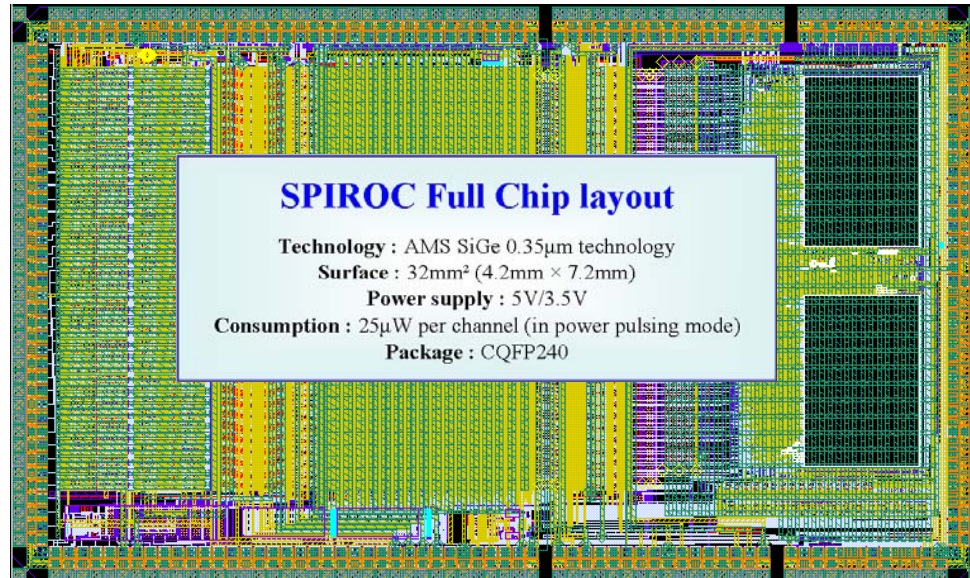 SPIROC Full Chip layout
Technology : AMS SiGe 0.35µm technology
Surface : 32mm² (4.2mm × 7.2mm)
Power supply : 5V/3.5V
Consumption : 25µW per channel (in power pulsing mode)
Package : CQFP240